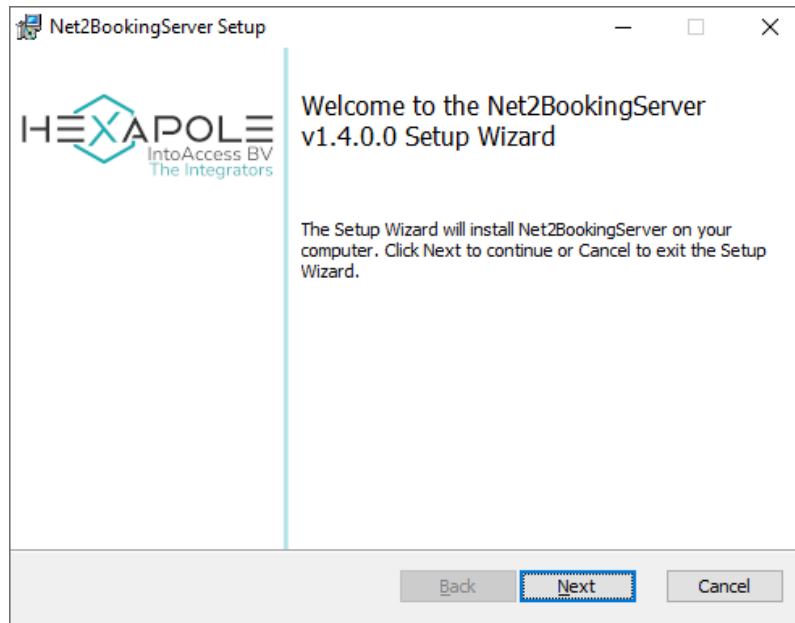 Net2BookingServer Setup
HEXAPOLE
IntoAccess BV
The Integrators
Welcome to the Net2BookingServer
v1.4.0.0 Setup Wizard
The Setup Wizard will install Net2BookingServer on your
computer. Click Next to continue or Cancel to exit the Setup
Wizard.
Back Next Cancel